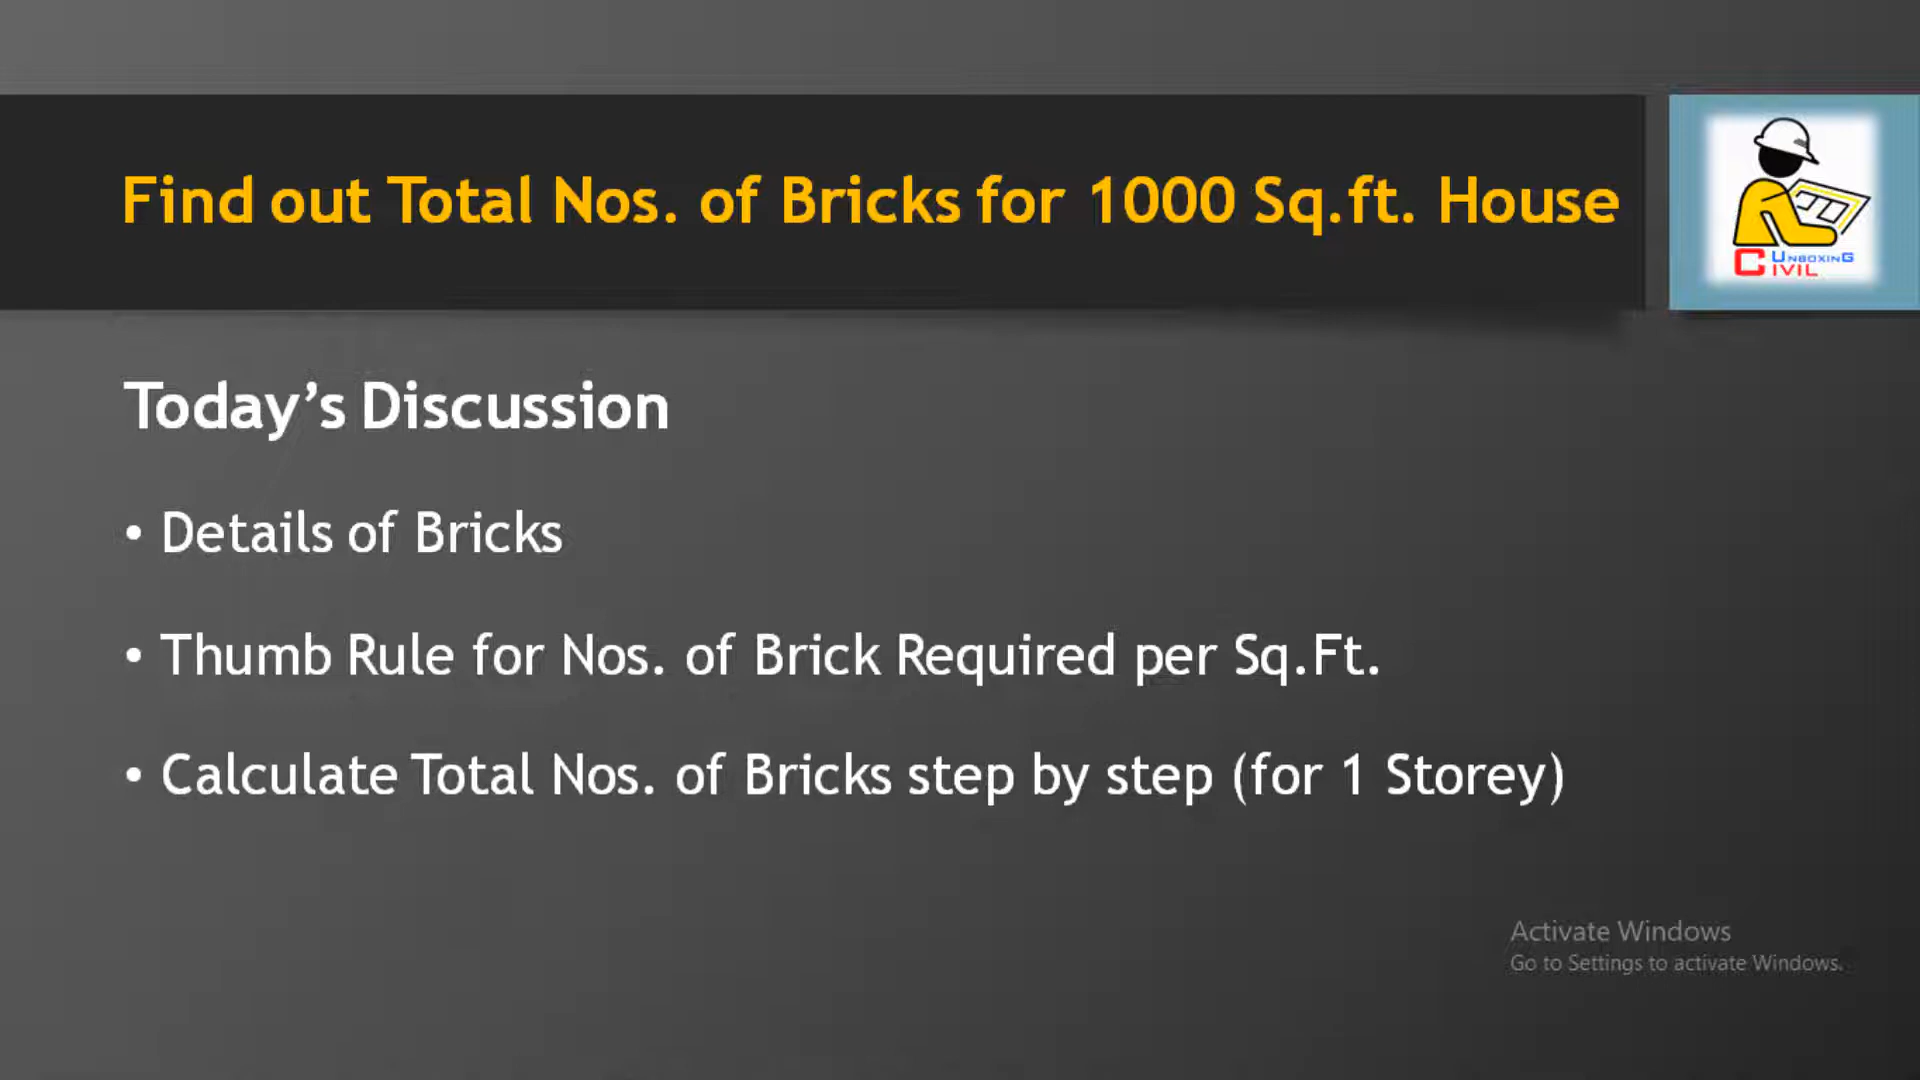 Find out Total Nos. of Bricks for 1000 Sq.ft. House
UNBOXING
CIVIL
Today’s Discussion
• Details of Bricks
• Thumb Rule for Nos. of Brick Required per Sq.Ft.
• Calculate Total Nos. of Bricks step by step (for 1 Storey)
Activate Windows
Go to Settings to activate Windows.